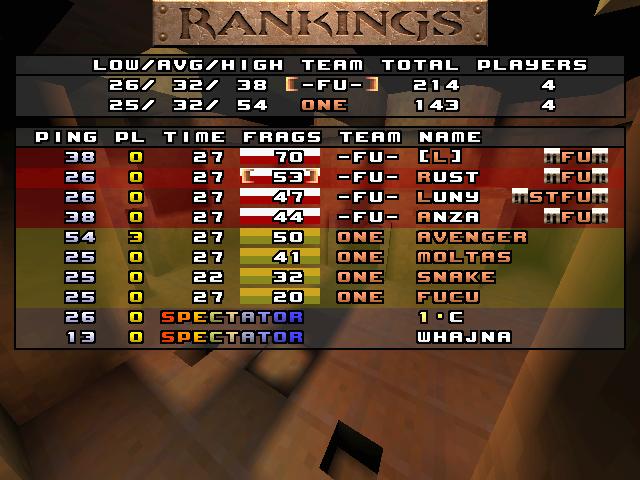 RANKINGS
LOW/AVG/HIGH TEAM TOTAL PLAYERS
26/ 32/ 38 [-FU-] 214 4
25/ 32/ 54 ONE 143 4
PING PL TIME FRAGS TEAM NAME
38 0 27 70 -FU- [L] FU
26 0 27 [ 53 ] -FU- RUST FU
26 0 27 47 -FU- LUNY STFU
38 0 27 44 -FU- ANZA FU
54 3 27 50 ONE AVENGER
25 0 27 41 ONE MOLTAS
25 0 22 32 ONE SNAKE
25 0 27 20 ONE FUCU
26 0 SPECTATOR 1·C
13 0 SPECTATOR WHAJNA